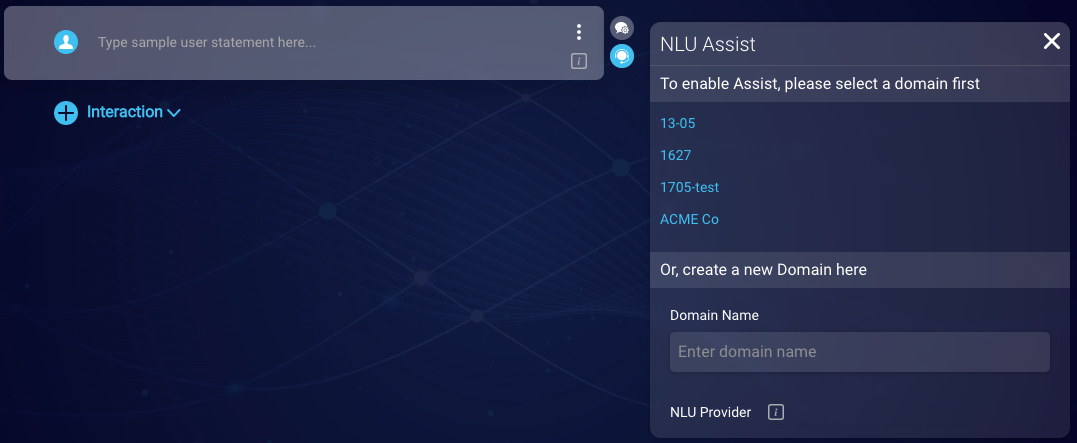 Type sample user statement here...
Interaction
NLU Assist
To enable Assist, please select a domain first
13-05
1627
1705-test
ACME Co
Or, create a new Domain here
Domain Name
Enter domain name
NLU Provider